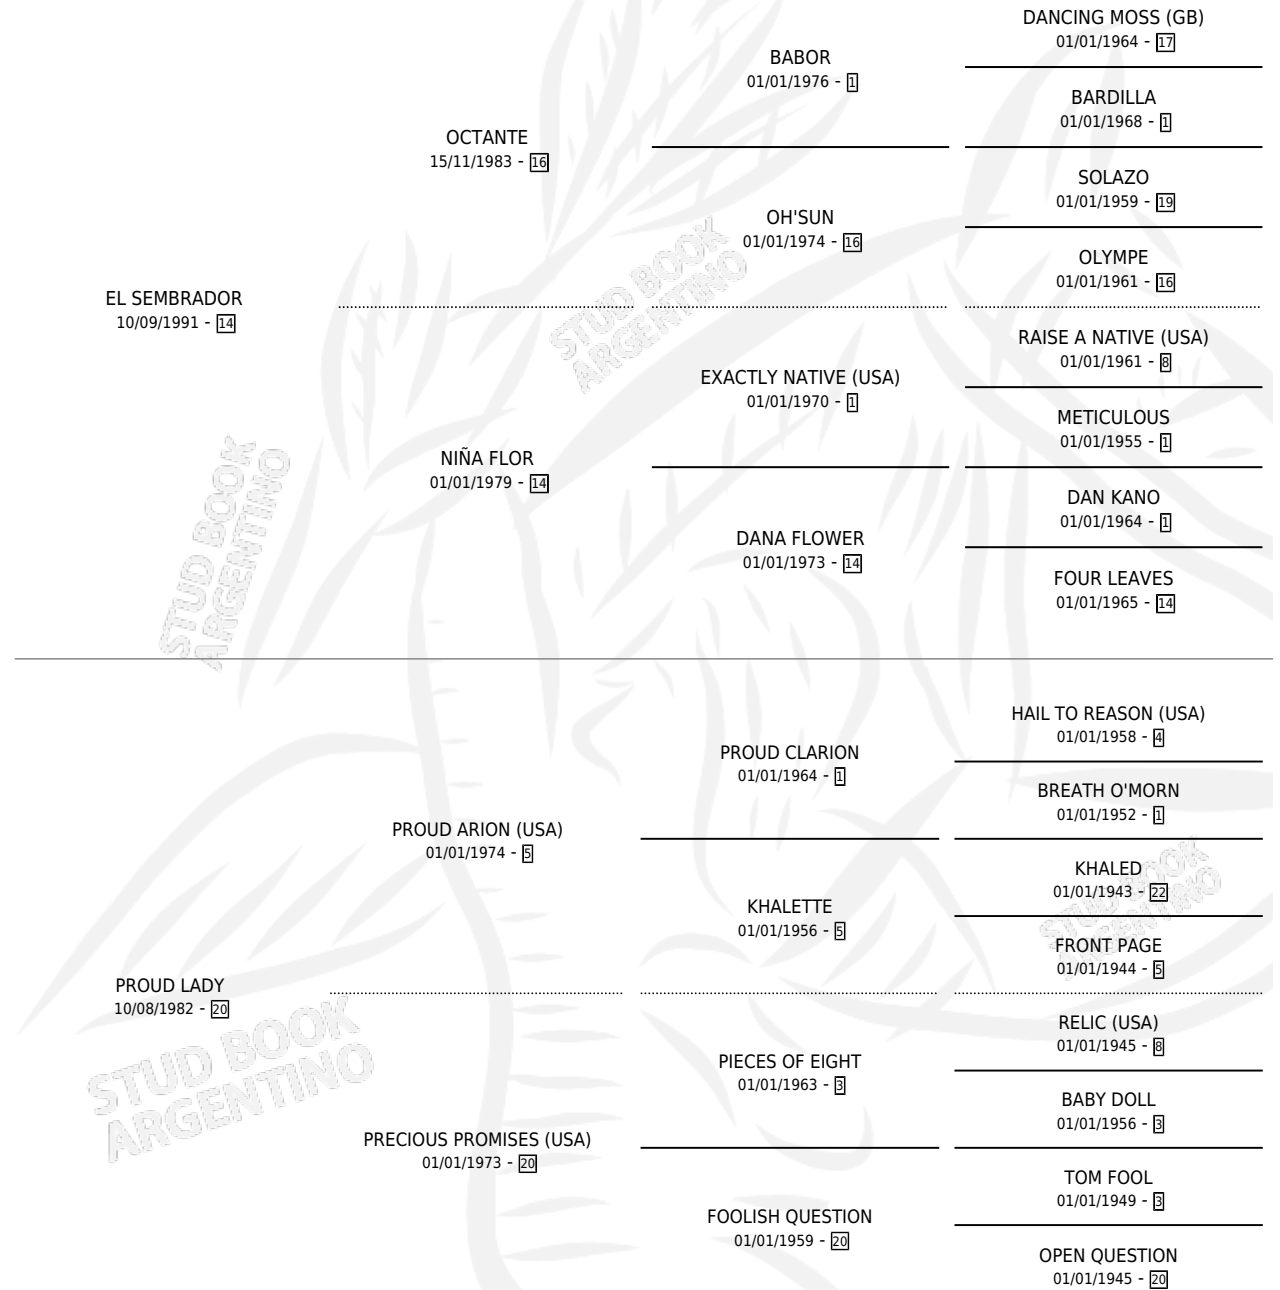 DANCING MOSS (GB)
01/01/1964 - 17
BABOR
01/01/1976 - 1
BARDILLA
01/01/1968 - 1
OCTANTE
15/11/1983 - 16
SOLAZO
01/01/1959 - 19
OH'SUN
01/01/1974 - 16
OLYMPE
01/01/1961 - 16
EL SEMBRADOR
10/09/1991 - 14
RAISE A NATIVE (USA)
01/01/1961 - 8
EXACTLY NATIVE (USA)
01/01/1970 - 1
METICULOUS
01/01/1955 - 1
NIÑA FLOR
01/01/1979 - 14
DAN KANO
01/01/1964 - 1
DANA FLOWER
01/01/1973 - 14
FOUR LEAVES
01/01/1965 - 14
STUD BOOK
ARGENTINO
STUD BOOK
ARGENTINO
HAIL TO REASON (USA)
01/01/1958 - 4
PROUD CLARION
01/01/1964 - 1
BREATH O'MORN
01/01/1952 - 1
PROUD ARION (USA)
01/01/1974 - 5
KHALED
01/01/1943 - 22
KHALETTE
01/01/1956 - 5
FRONT PAGE
01/01/1944 - 5
PROUD LADY
10/08/1982 - 20
RELIC (USA)
01/01/1945 - 8
PIECES OF EIGHT
01/01/1963 - 3
BABY DOLL
01/01/1956 - 3
PRECIOUS PROMISES (USA)
01/01/1973 - 20
TOM FOOL
01/01/1949 - 3
FOOLISH QUESTION
01/01/1959 - 20
OPEN QUESTION
01/01/1945 - 20
STUD BOOK
ARGENTINO
STUD BOOK
ARGENTINO